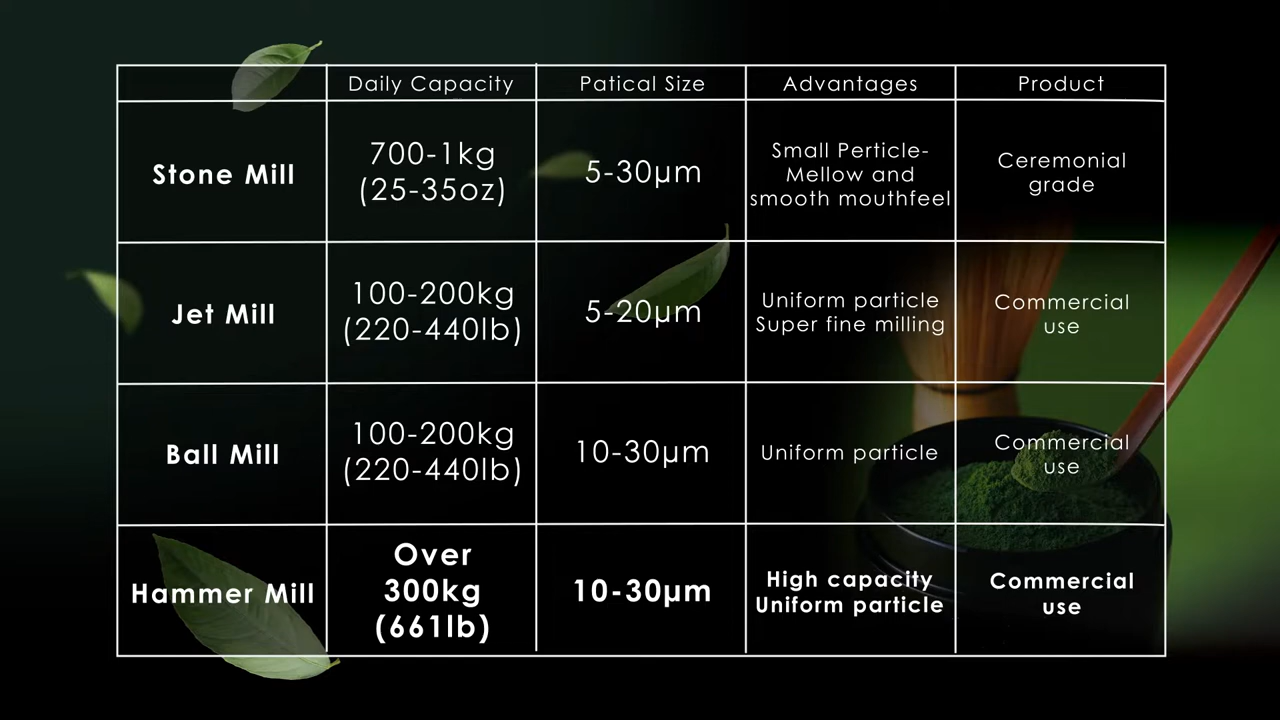 Daily Capacity
Patical Size
Advantages
Product
Stone Mill
700-1kg
(25-35oz)
5-30µm
Small Perticle-
Mellow and
smooth mouthfeel
Ceremonial
grade
Jet Mill
100-200kg
(220-440lb)
5-20µm
Uniform particle
Super fine milling
Commercial
use
Ball Mill
100-200kg
(220-440lb)
10-30µm
Uniform particle
Commercial
use
Hammer Mill
Over
300kg
(661lb)
10-30µm
High capacity
Uniform particle
Commercial
use